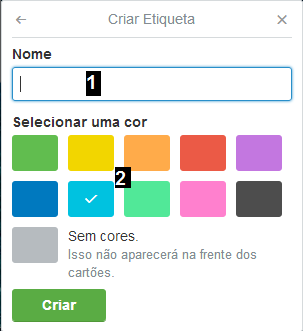 Criar Etiqueta
Nome
1
Selecionar uma cor
2
Sem cores.
Isso não aparecerá na frente dos
cartões.
Criar